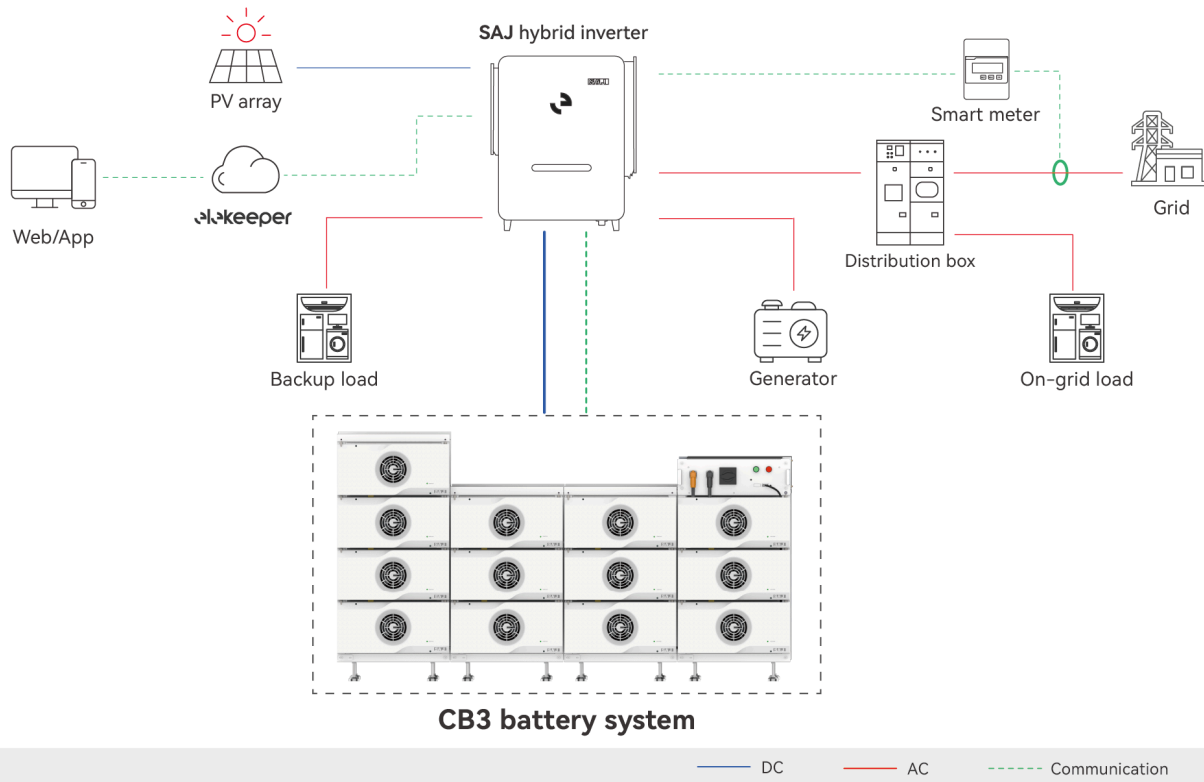 SAJ hybrid inverter
PV array
SAJ
Smart meter
elekeeper
Web/App
Grid
Distribution box
Backup load
Generator
On-grid load
CB3 battery system
DC
AC
Communication